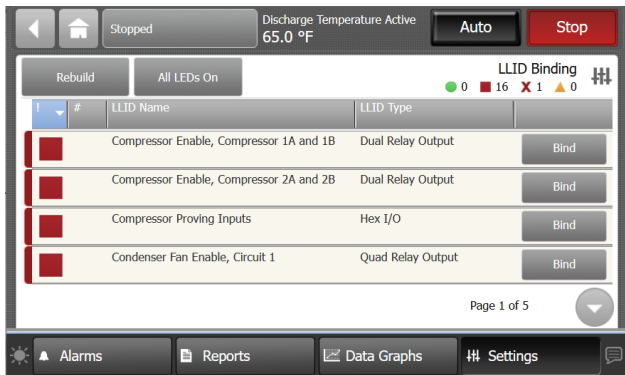 Stopped
Discharge Temperature Active
65.0 °F
Auto
Stop
Rebuild
All LEDs On
LLID Binding
0 16 X 1 0
! # LLID Name LLID Type
Compressor Enable, Compressor 1A and 1B Dual Relay Output Bind
Compressor Enable, Compressor 2A and 2B Dual Relay Output Bind
Compressor Proving Inputs Hex I/O Bind
Condenser Fan Enable, Circuit 1 Quad Relay Output Bind
Page 1 of 5
Alarms Reports Data Graphs Settings